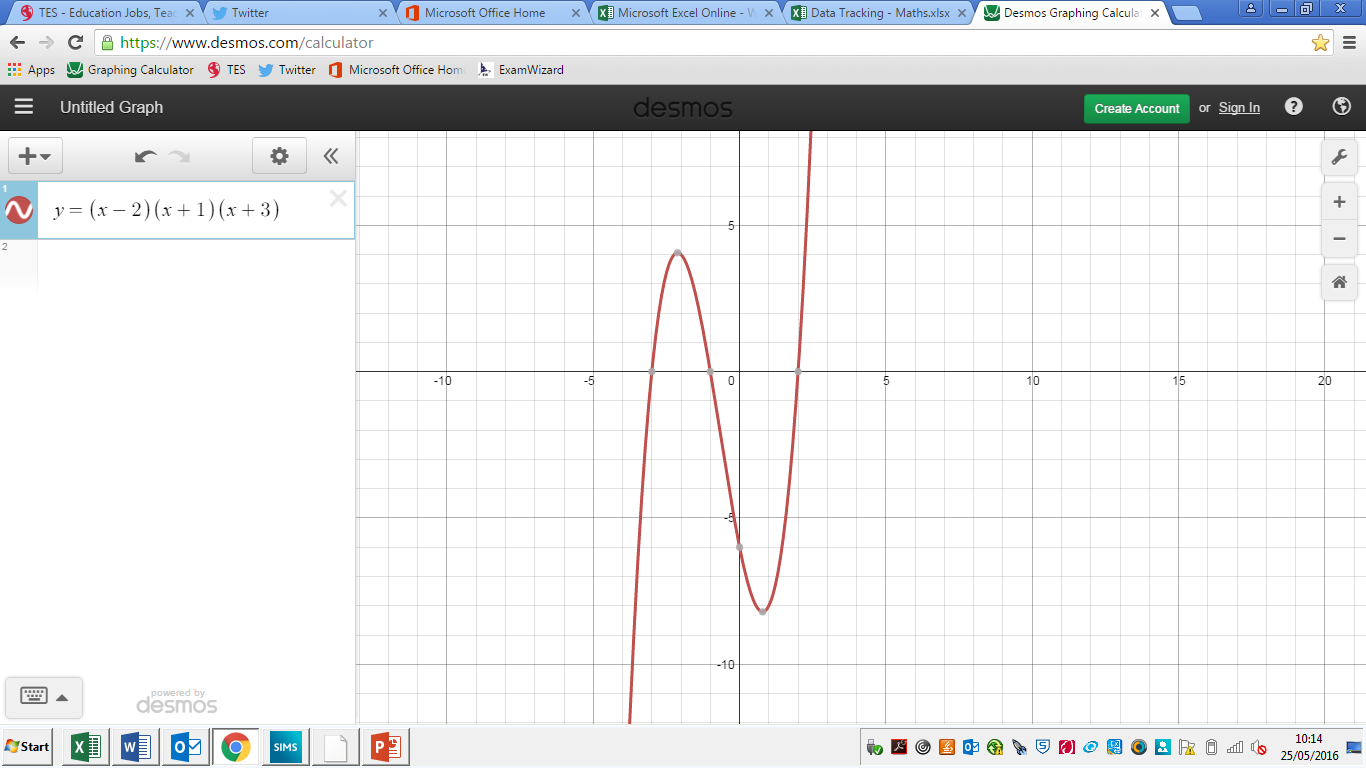 TES - Education Jobs, Tea
Twitter
Microsoft Office Home
Microsoft Excel Online - W
Data Tracking - Maths.xlsx
Desmos Graphing Calcula
https://www.desmos.com/calculator
Apps
Graphing Calculator
TES
Twitter
Microsoft Office Hom
ExamWizard
Untitled Graph
desmos
Create Account
or
Sign In
1
y = (x − 2)(x + 1)(x + 3)
2
5
-10
-5
0
5
10
15
20
-5
-10
powered by
desmos
Start
SIMS
10:14
25/05/2016